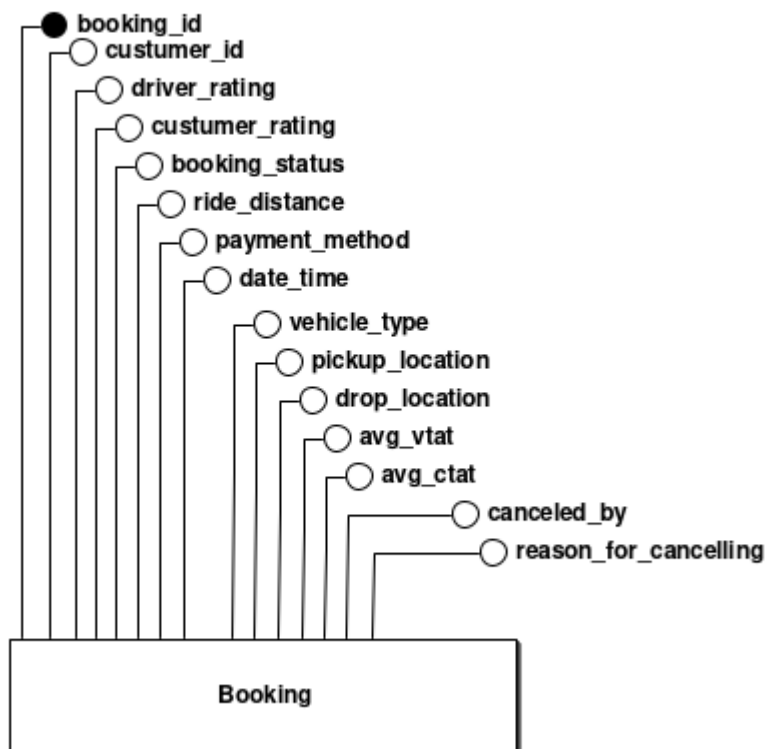 booking_id
custumer_id
driver_rating
custumer_rating
booking_status
ride_distance
payment_method
date_time
vehicle_type
pickup_location
drop_location
avg_vtat
avg_ctat
canceled_by
reason_for_cancelling
Booking